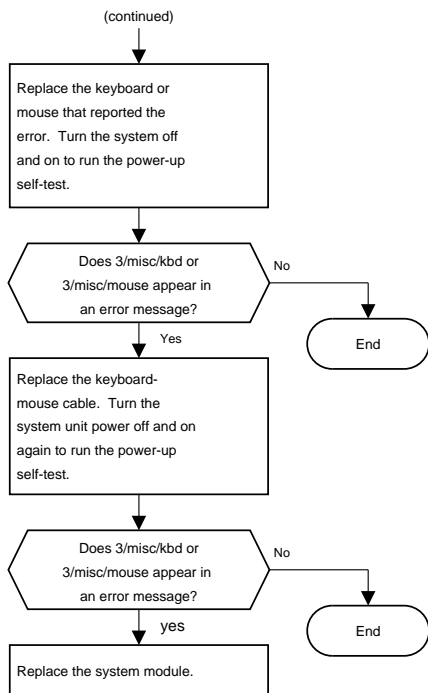 (continued)
Replace the keyboard or
mouse that reported the
error. Turn the system off
and on to run the power-up
self-test.
Does 3/misc/kbd or
3/misc/mouse appear in
an error message?
No
End
Yes
Replace the keyboard-
mouse cable. Turn the
system unit power off and on
again to run the power-up
self-test.
Does 3/misc/kbd or
3/misc/mouse appear in
an error message?
No
End
yes
Replace the system module.